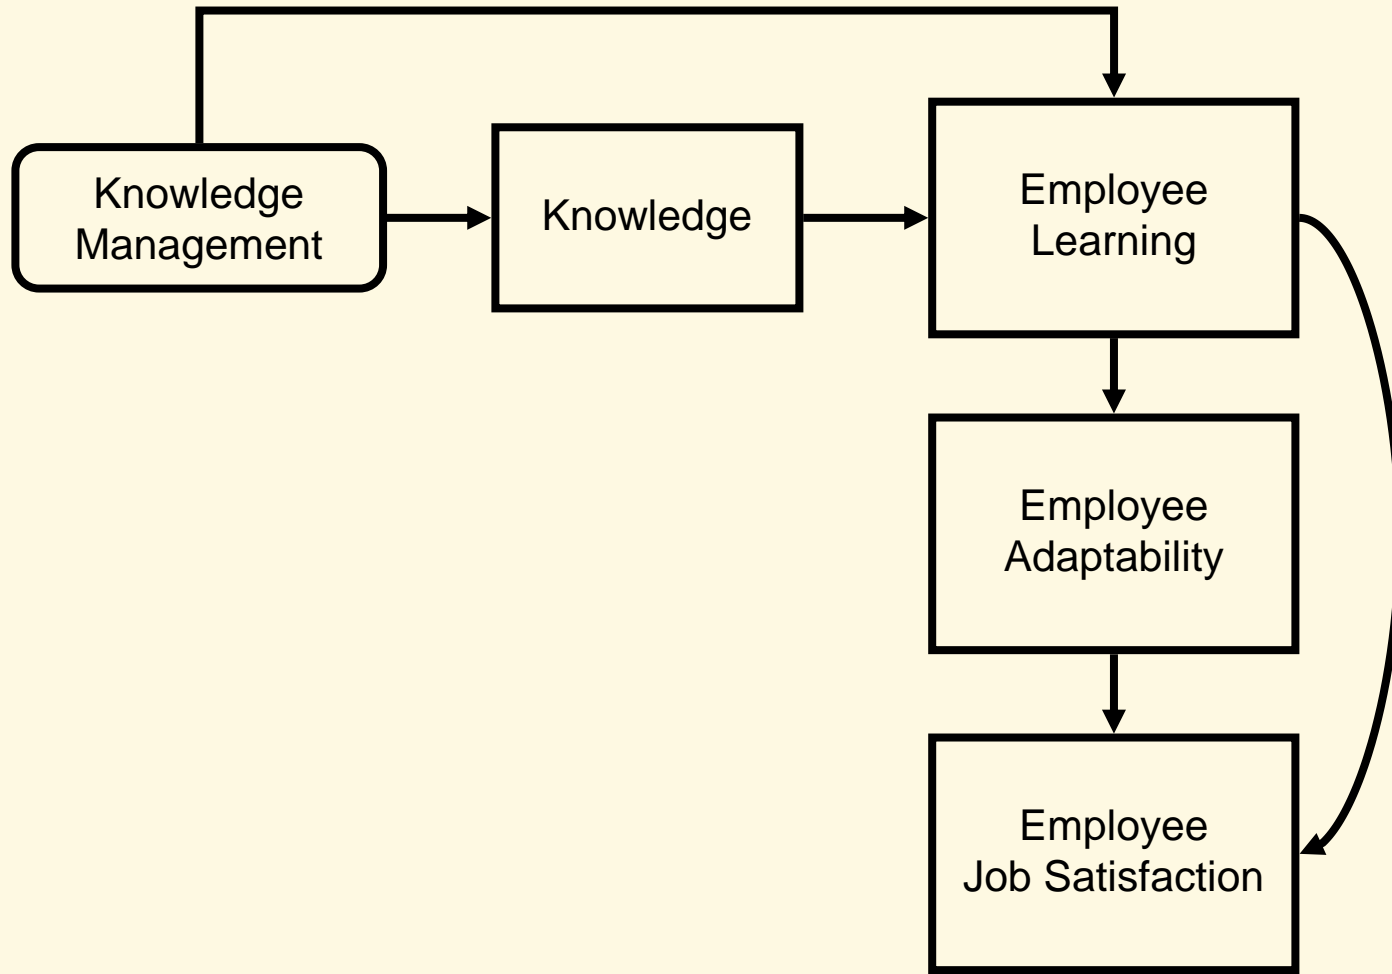 Knowledge
Management
Knowledge
Employee
Learning
Employee
Adaptability
Employee
Job Satisfaction